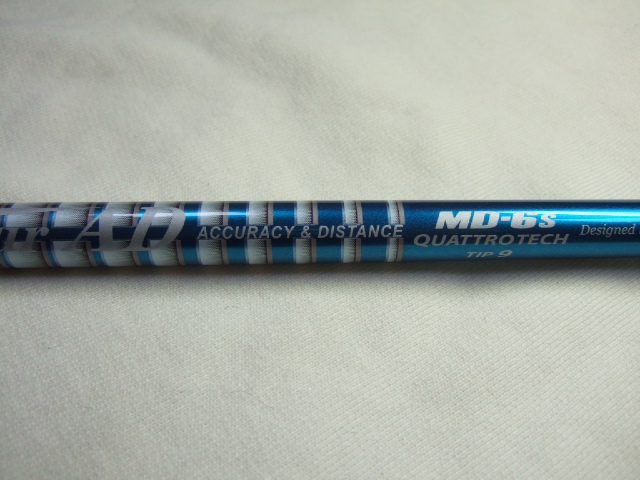 AD ACCURACY & DISTANCE
MD-6S
QUATTROTECH
TIP 9
Designed